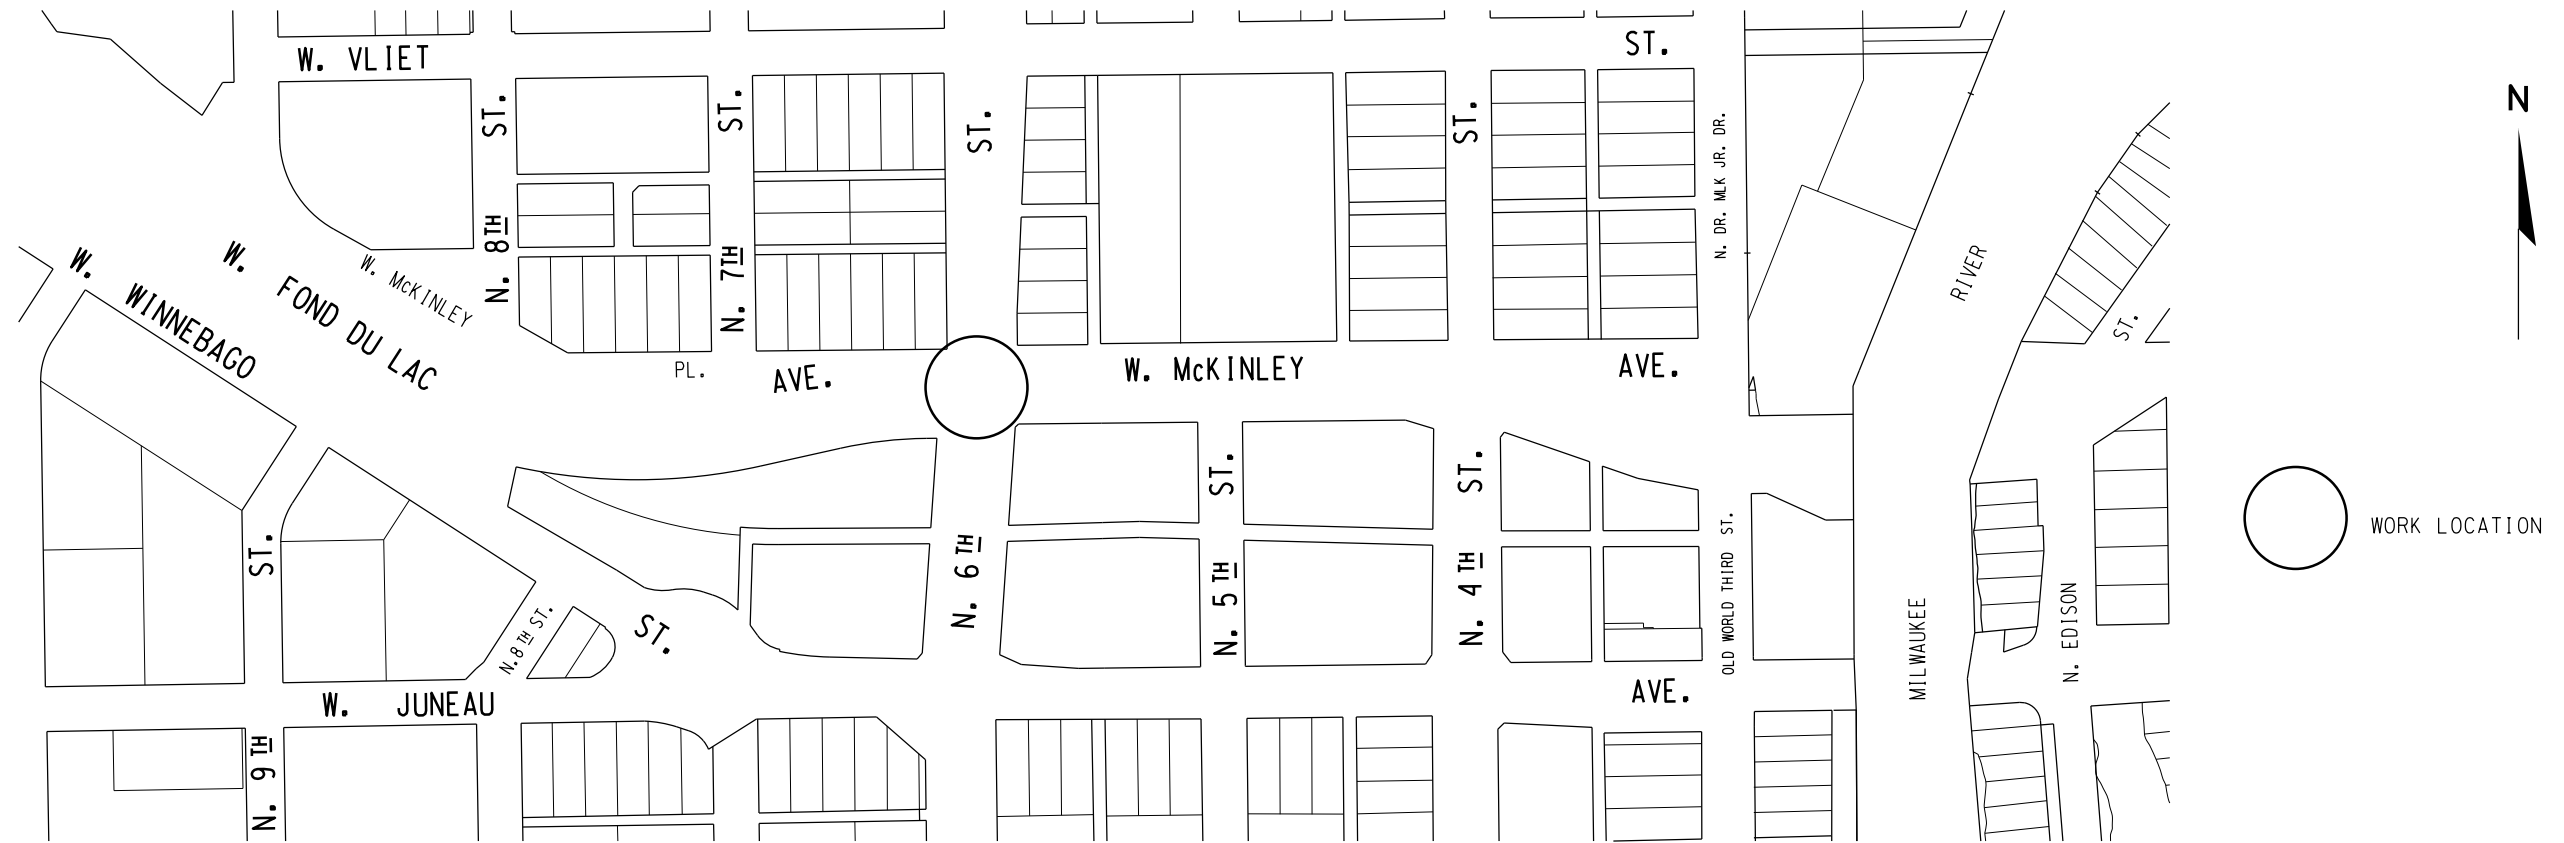 W. VLIET ST.
N. 8TH ST.
N. 7TH ST.
ST.
ST.
N. DR. MLK JR. DR.
N
W. WINNEBAGO ST.
W. FOND DU LAC
W. McKINLEY PL.
AVE.
W. McKINLEY AVE.
RIVER
ST.
N. 9TH ST.
N. 8TH ST.
ST.
N. 6TH
N. 5TH ST.
N. 4TH ST.
OLD WORLD THIRD ST.
MILWAUKEE
N. EDISON
WORK LOCATION
W. JUNEAU AVE.